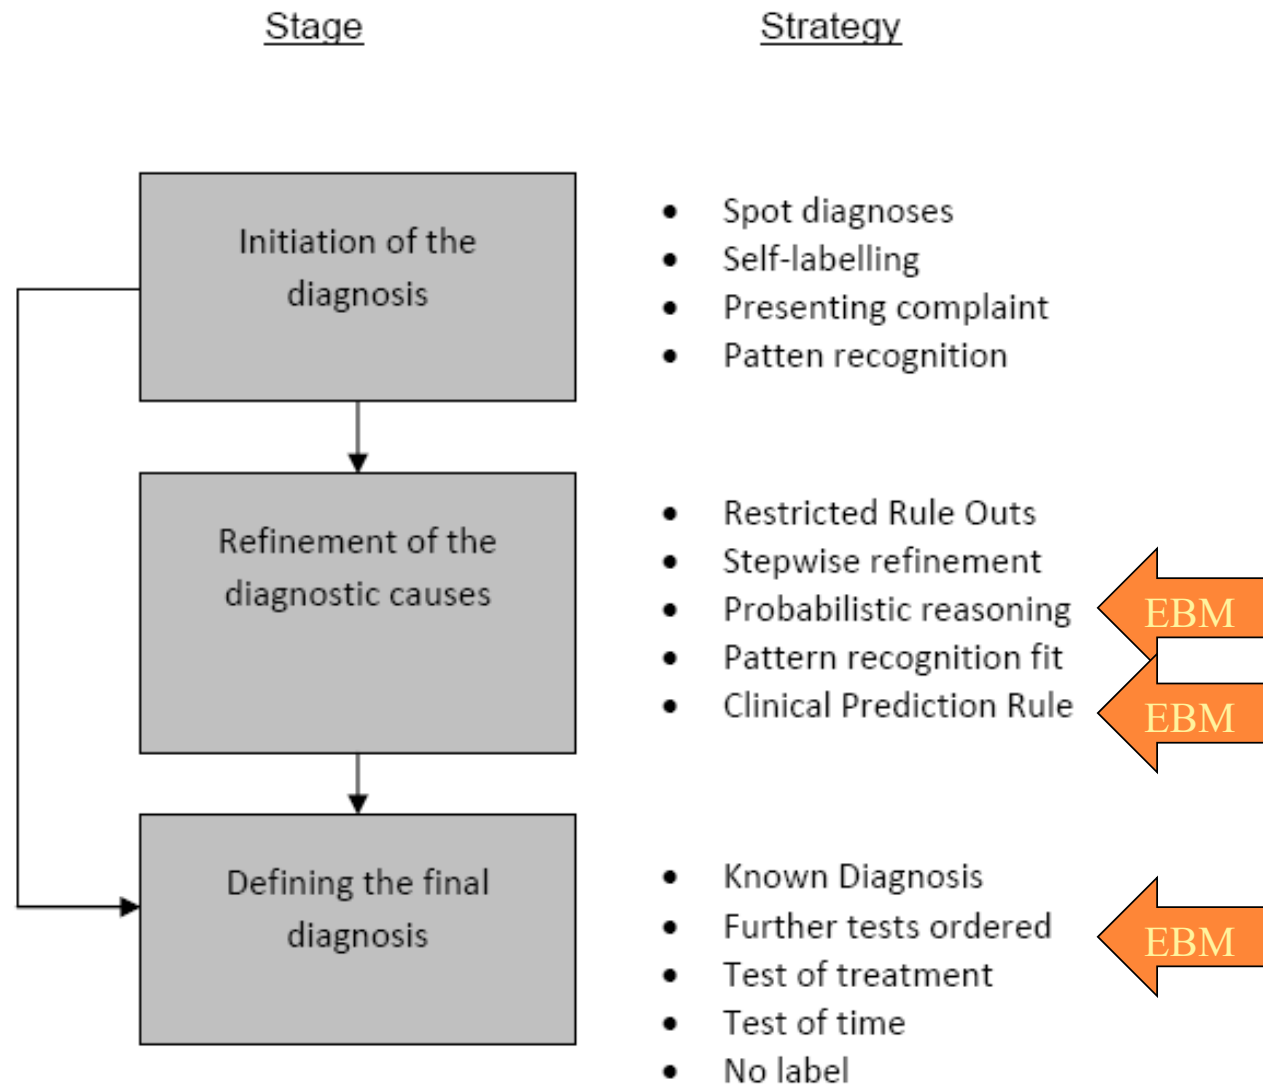 Stage
Strategy
Initiation of the
diagnosis
• Spot diagnoses
• Self-labelling
• Presenting complaint
• Patten recognition
Refinement of the
diagnostic causes
• Restricted Rule Outs
• Stepwise refinement
• Probabilistic reasoning
• Pattern recognition fit
• Clinical Prediction Rule
EBM
EBM
Defining the final
diagnosis
• Known Diagnosis
• Further tests ordered
• Test of treatment
• Test of time
• No label
EBM